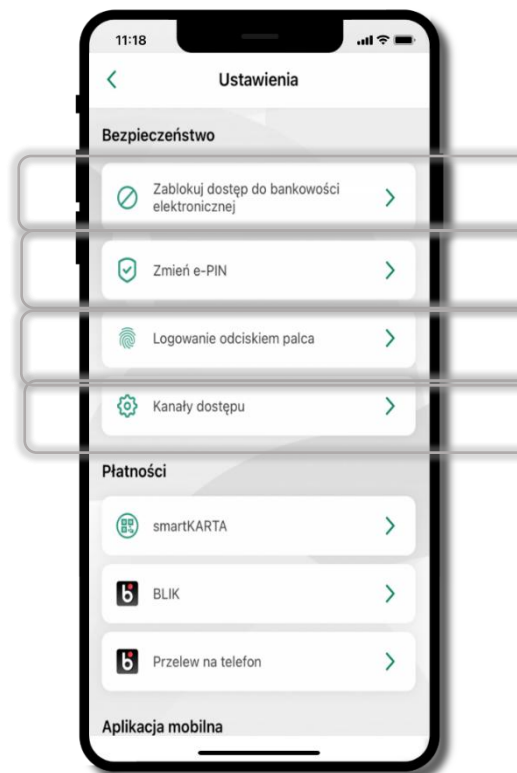 11:18
Ustawienia
Bezpieczeństwo
Zablokuj dostęp do bankowości
elektronicznej
Zmień e-PIN
Logowanie odciskiem palca
Kanały dostępu
Płatności
smartKARTA
BLIK
Przelew na telefon
Aplikacja mobilna